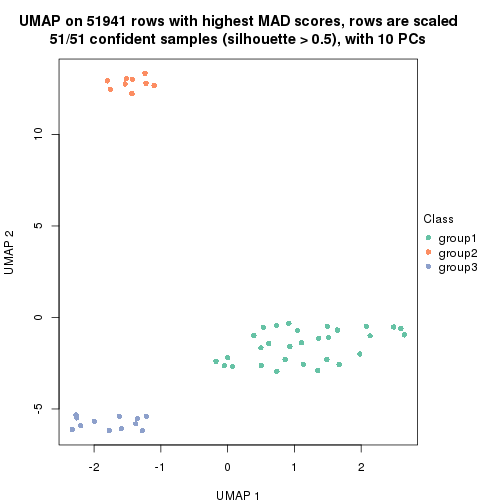 UMAP on 51941 rows with highest MAD scores, rows are scaled
51/51 confident samples (silhouette > 0.5), with 10 PCs
10
5
0
-5
UMAP 2
-2
-1
0
1
2
UMAP 1
Class
group1
group2
group3